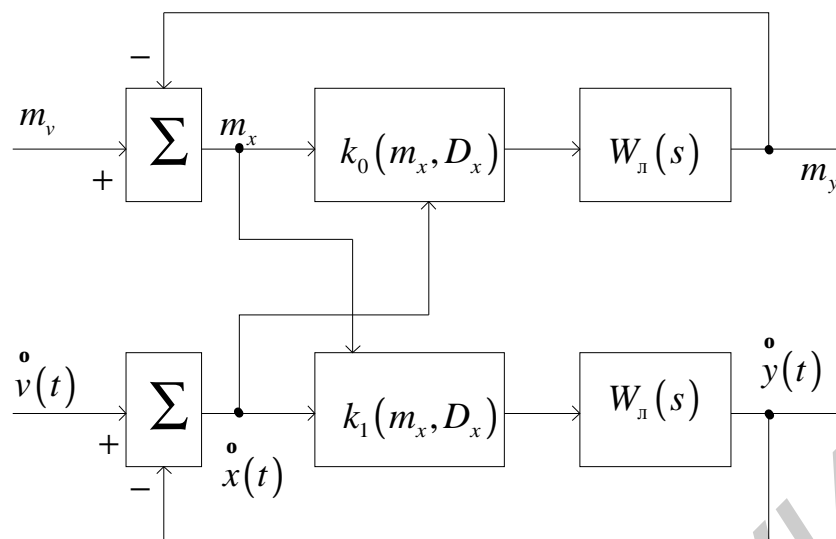 −
m_v
+
Σ
m_x
k_0(m_x, D_x)
W_л(s)
m_y
v̊(t)
+
−
Σ
x̊(t)
k_1(m_x, D_x)
W_л(s)
ẙ(t)